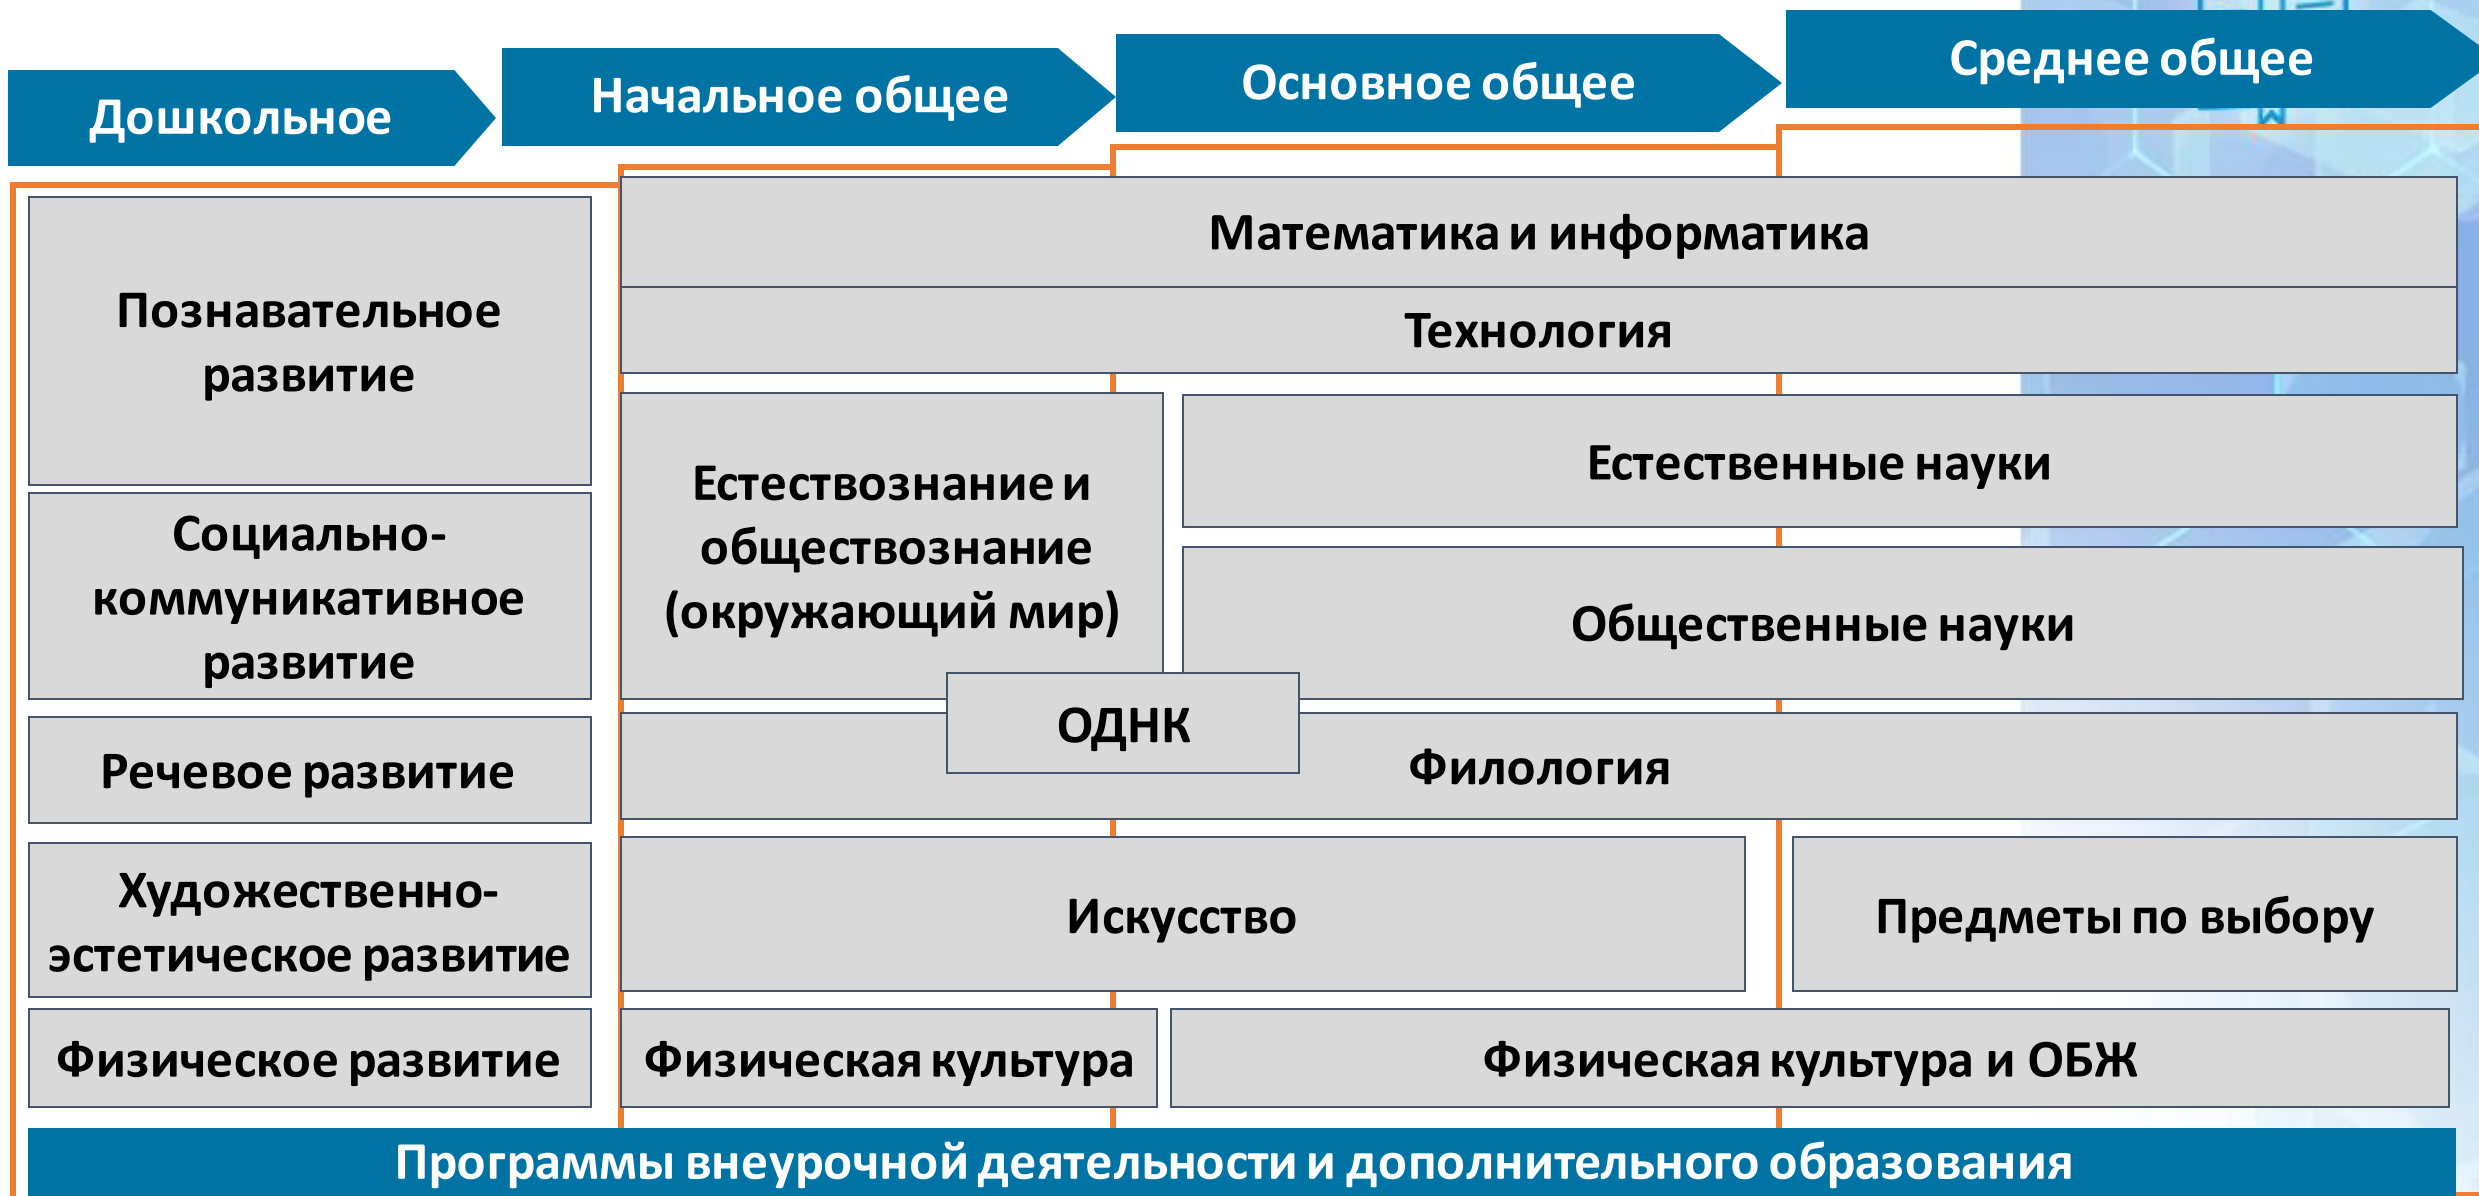 Дошкольное
Начальное общее
Основное общее
Среднее общее
Познавательное
развитие
Социально-
коммуникативное
развитие
Речевое развитие
Художественно-
эстетическое развитие
Физическое развитие
Математика и информатика
Технология
Естествознание и
обществознание
(окружающий мир)
Естественные науки
Общественные науки
ОДНК
Филология
Искусство
Предметы по выбору
Физическая культура
Физическая культура и ОБЖ
Программы внеурочной деятельности и дополнительного образования